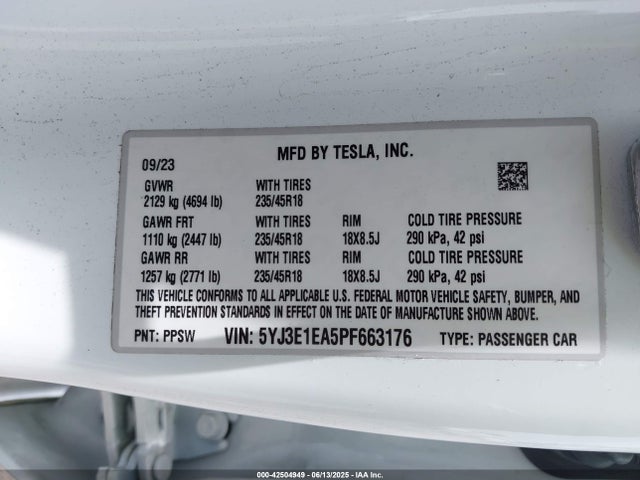 MFD BY TESLA, INC.
09/23
GVWR WITH TIRES
2129 kg (4694 lb) 235/45R18
GAWR FRT WITH TIRES RIM COLD TIRE PRESSURE
1110 kg (2447 lb) 235/45R18 18X8.5J 290 kPa, 42 psi
GAWR RR WITH TIRES RIM COLD TIRE PRESSURE
1257 kg (2771 lb) 235/45R18 18X8.5J 290 kPa, 42 psi
THIS VEHICLE CONFORMS TO ALL APPLICABLE U.S. FEDERAL MOTOR VEHICLE SAFETY, BUMPER, AND
THEFT PREVENTION STANDARDS IN EFFECT ON THE DATE OF MANUFACTURE SHOWN ABOVE.
PNT: PPSW VIN: 5YJ3E1EA5PF663176 TYPE: PASSENGER CAR
000-42504949 - 06/13/2025 - IAA Inc.